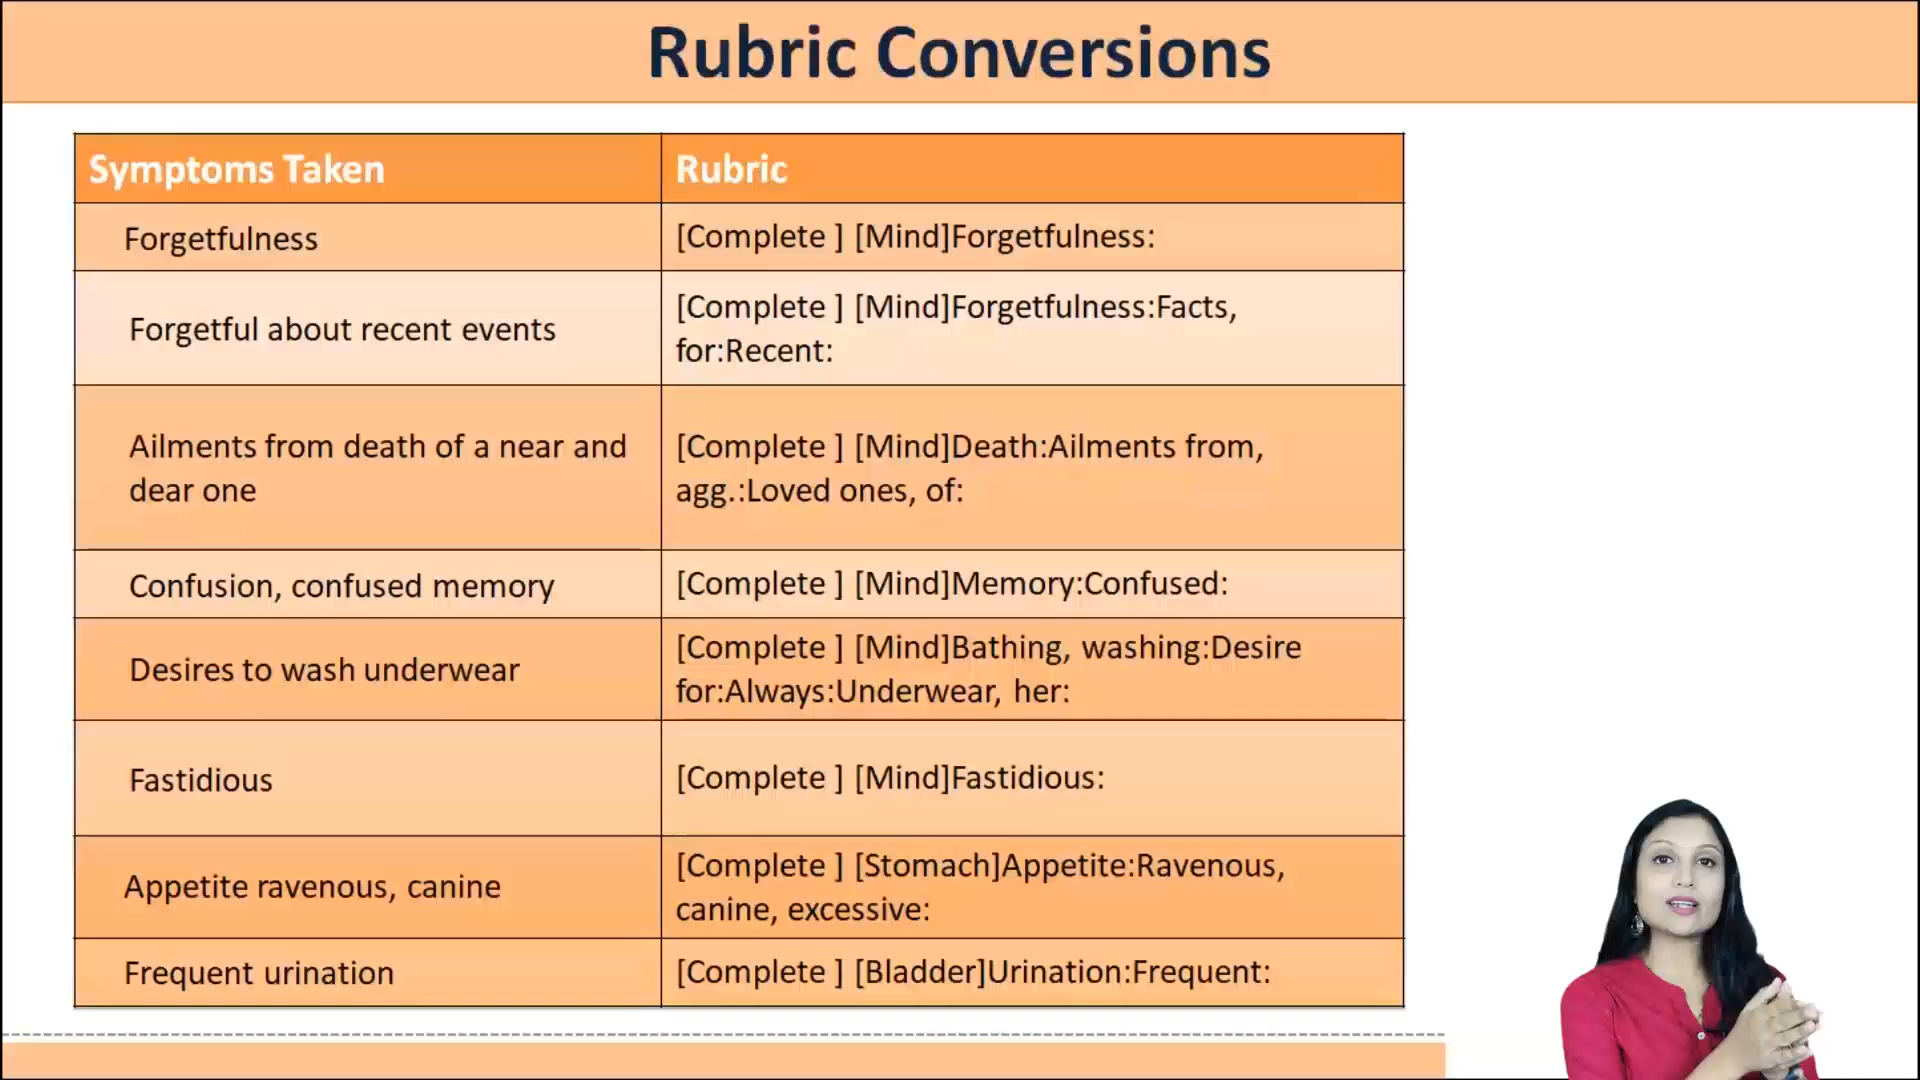 Rubric Conversions
Symptoms Taken
Rubric
Forgetfulness
[Complete ] [Mind]Forgetfulness:
Forgetful about recent events
[Complete ] [Mind]Forgetfulness:Facts,
for:Recent:
Ailments from death of a near and
dear one
[Complete ] [Mind]Death:Ailments from,
agg.:Loved ones, of:
Confusion, confused memory
[Complete ] [Mind]Memory:Confused:
Desires to wash underwear
[Complete ] [Mind]Bathing, washing:Desire
for:Always:Underwear, her:
Fastidious
[Complete ] [Mind]Fastidious:
Appetite ravenous, canine
[Complete ] [Stomach]Appetite:Ravenous,
canine, excessive:
Frequent urination
[Complete ] [Bladder]Urination:Frequent: